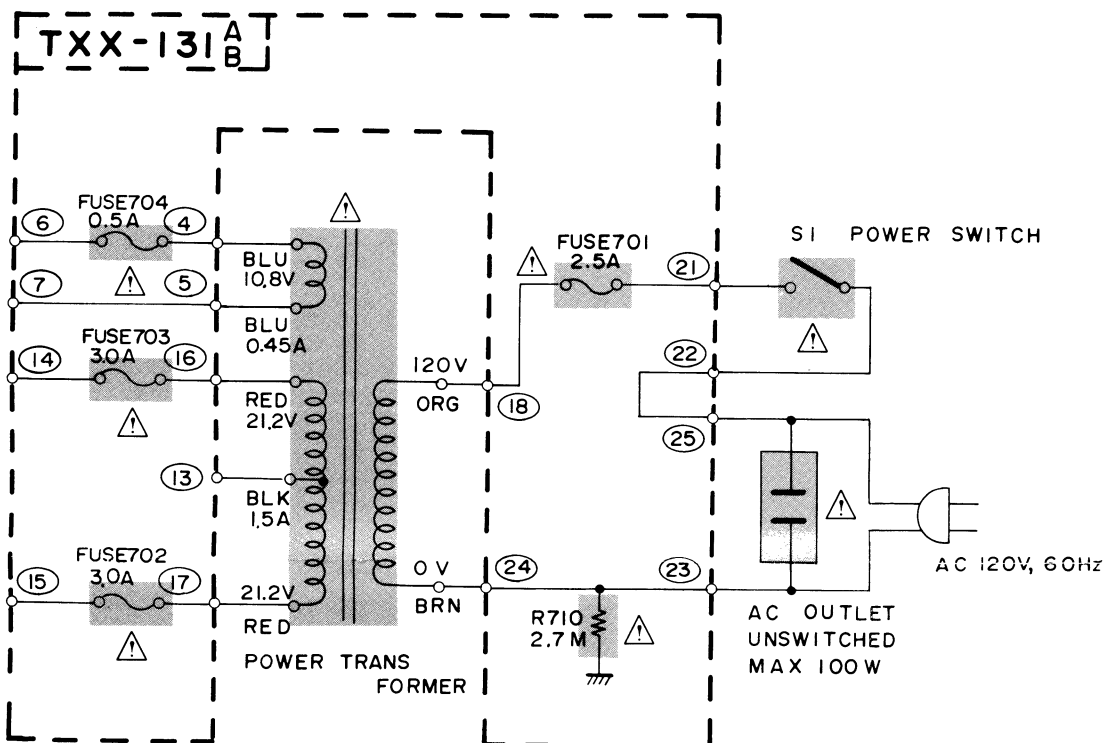 TXX-131 A B
FUSE704
0.5A
6
4
7
5
BLU
10,8V
BLU
0.45A
FUSE703
3.0A
14
16
RED
21,2V
13
BLK
1,5A
FUSE702
3,0A
15
17
21.2V
RED
POWER TRANS
FORMER
120V
ORG
18
0V
BRN
24
FUSE701
2.5A
21
S1 POWER SWITCH
22
25
23
R710
2.7M
AC OUTLET
UNSWITCHED
MAX 100W
AC 120V, 60Hz